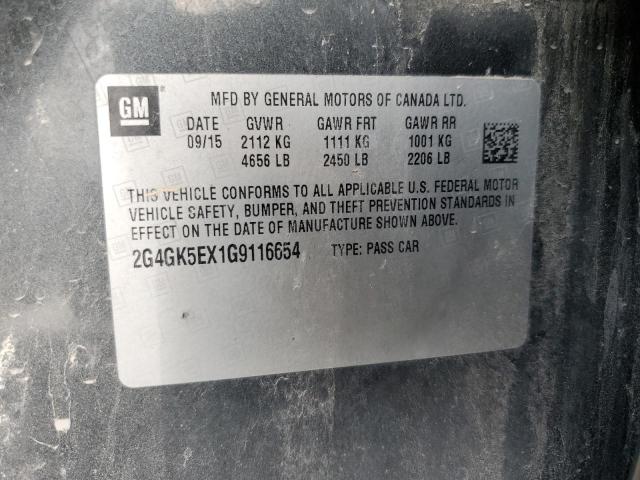 GM
MFD BY GENERAL MOTORS OF CANADA LTD.
DATE GVWR GAWR FRT GAWR RR
09/15 2112 KG 1111 KG 1001 KG
4656 LB 2450 LB 2206 LB
THIS VEHICLE CONFORMS TO ALL APPLICABLE U.S. FEDERAL MOTOR
VEHICLE SAFETY, BUMPER, AND THEFT PREVENTION STANDARDS IN
EFFECT ON THE DATE OF MANUFACTURE SHOWN ABOVE.
2G4GK5EX1G9116654 TYPE: PASS CAR